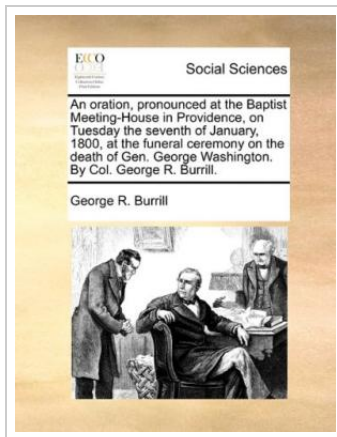 ECCO
Social Sciences
An oration, pronounced at the Baptist
Meeting-House in Providence, on
Tuesday the seventh of January,
1800, at the funeral ceremony on the
death of Gen. George Washington.
By Col. George R. Burrill.
George R. Burrill